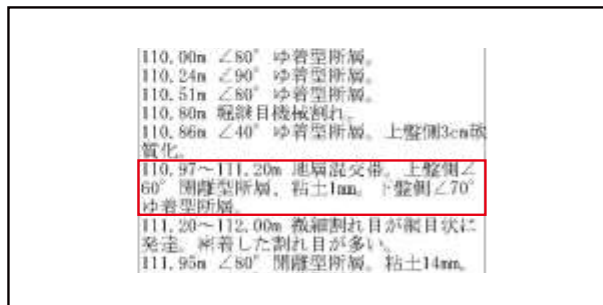 110.00m ∠80° ゆ着型断層。
110.24m ∠90° ゆ着型断層。
110.51m ∠80° ゆ着型断層。
110.80m 掘継目機械割れ。
110.86m ∠40° ゆ着型断層。上盤側3cm破
質化。
110.97～111.20m 地層混交帯。上盤側∠
60° 開離型断層、粘土1mm。下盤側∠70°
ゆ着型断層。
111.20～112.00m 微細割れ目が網目状に
発達。密着した割れ目が多い。
111.95m ∠80° 開離型断層。粘土14mm。